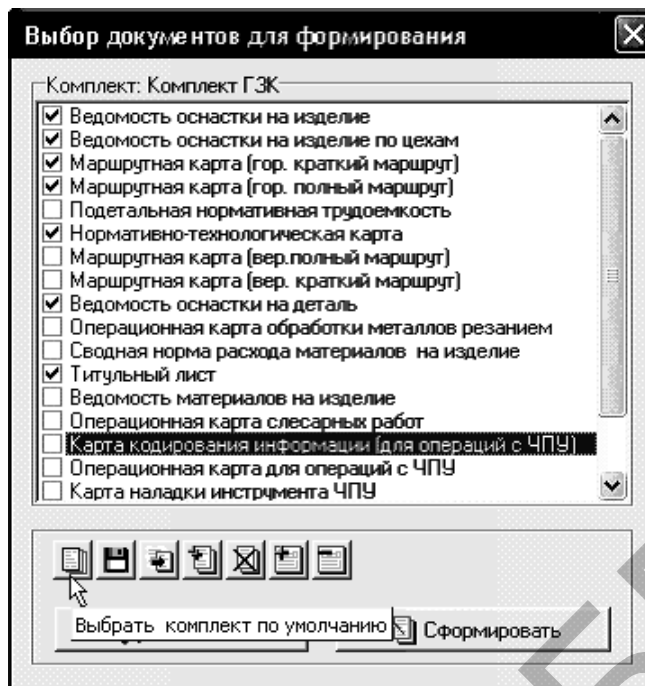 Выбор документов для формирования
Комплект: Комплект ГЗК
Ведомость оснастки на изделие
Ведомость оснастки на изделие по цехам
Маршрутная карта (гор. краткий маршрут)
Маршрутная карта (гор. полный маршрут)
Подетальная нормативная трудоемкость
Нормативно-технологическая карта
Маршрутная карта (вер.полный маршрут)
Маршрутная карта (вер. краткий маршрут)
Ведомость оснастки на деталь
Операционная карта обработки металлов резанием
Сводная норма расхода материалов на изделие
Титульный лист
Ведомость материалов на изделие
Операционная карта слесарных работ
Карта кодирования информации (для операций с ЧПУ)
Операционная карта для операций с ЧПУ
Карта наладки инструмента ЧПУ
Выбрать комплект по умолчанию
Сформировать